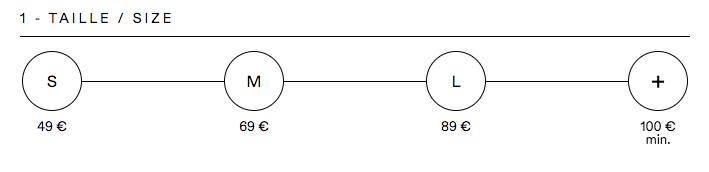 1 - TAILLE / SIZE
S M L +
49 € 69 € 89 € 100 €
min.